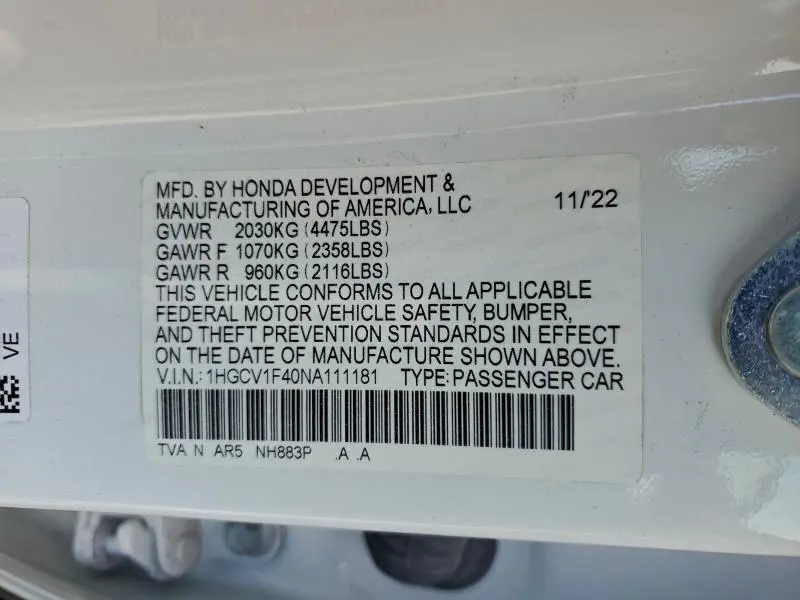 MFD. BY HONDA DEVELOPMENT &
MANUFACTURING OF AMERICA, LLC 11/22
GVWR 2030KG (4475LBS)
GAWR F 1070KG (2358LBS)
GAWR R 960KG (2116LBS)
THIS VEHICLE CONFORMS TO ALL APPLICABLE
FEDERAL MOTOR VEHICLE SAFETY, BUMPER,
AND THEFT PREVENTION STANDARDS IN EFFECT
ON THE DATE OF MANUFACTURE SHOWN ABOVE.
V.I.N.: 1HGCV1F40NA111181 TYPE: PASSENGER CAR
TVA N AR5 NH883P .A .A
VE